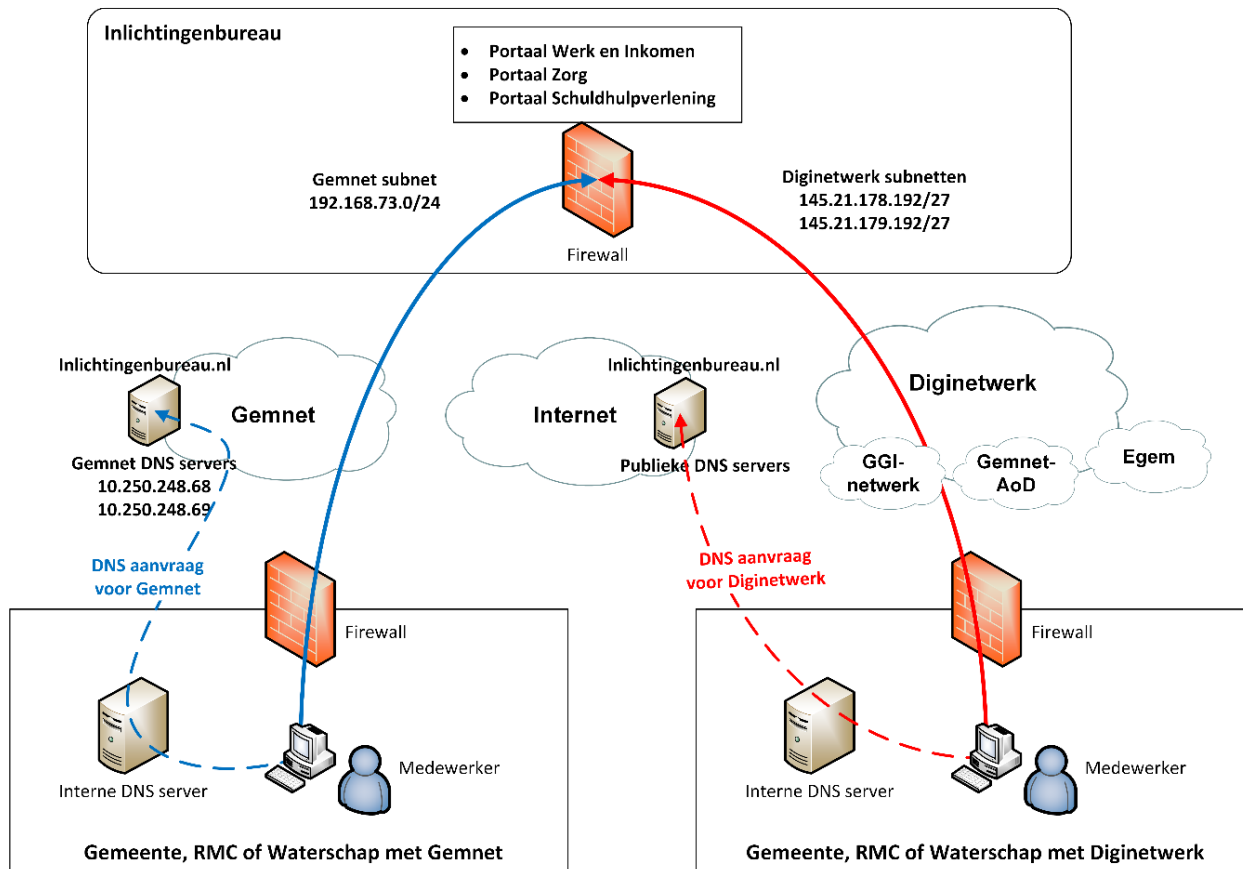 Inlichtingenbureau
• Portaal Werk en Inkomen
• Portaal Zorg
• Portaal Schuldhulpverlening
Gemnet subnet
192.168.73.0/24
Diginetwerk subnetten
145.21.178.192/27
145.21.179.192/27
Firewall
Inlichtingenbureau.nl
Gemnet
Gemnet DNS servers
10.250.248.68
10.250.248.69
Inlichtingenbureau.nl
Internet
Publieke DNS servers
Diginetwerk
GGI-
netwerk
Gemnet-
AoD
Egem
DNS aanvraag
voor Gemnet
DNS aanvraag
voor Diginetwerk
Firewall
Firewall
Interne DNS server
Medewerker
Interne DNS server
Medewerker
Gemeente, RMC of Waterschap met Gemnet
Gemeente, RMC of Waterschap met Diginetwerk